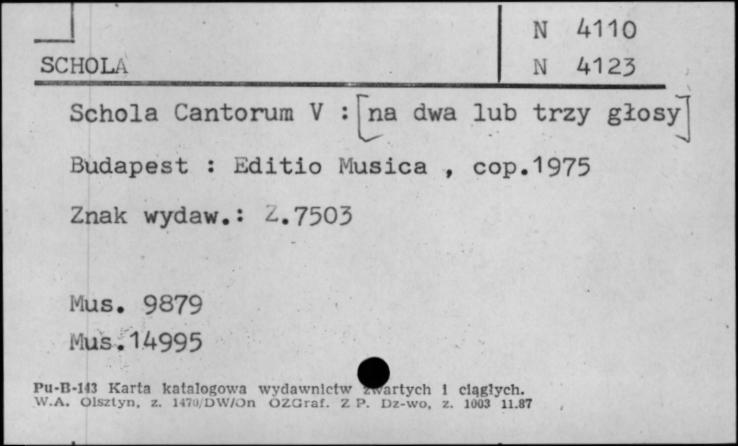 N 4110
SCHOLA N 4123
Schola Cantorum V : [na dwa lub trzy głosy]
Budapest : Editio Musica , cop.1975
Znak wydaw.: Z.7503
Mus. 9879
Mus.14995
Pu-B-143 Karta katalogowa wydawnictw zwartych i ciągłych.
W.A. Olsztyn, z. 1470/DW/On OZGraf. Z P. Dz-wo, z. 1003 11.87